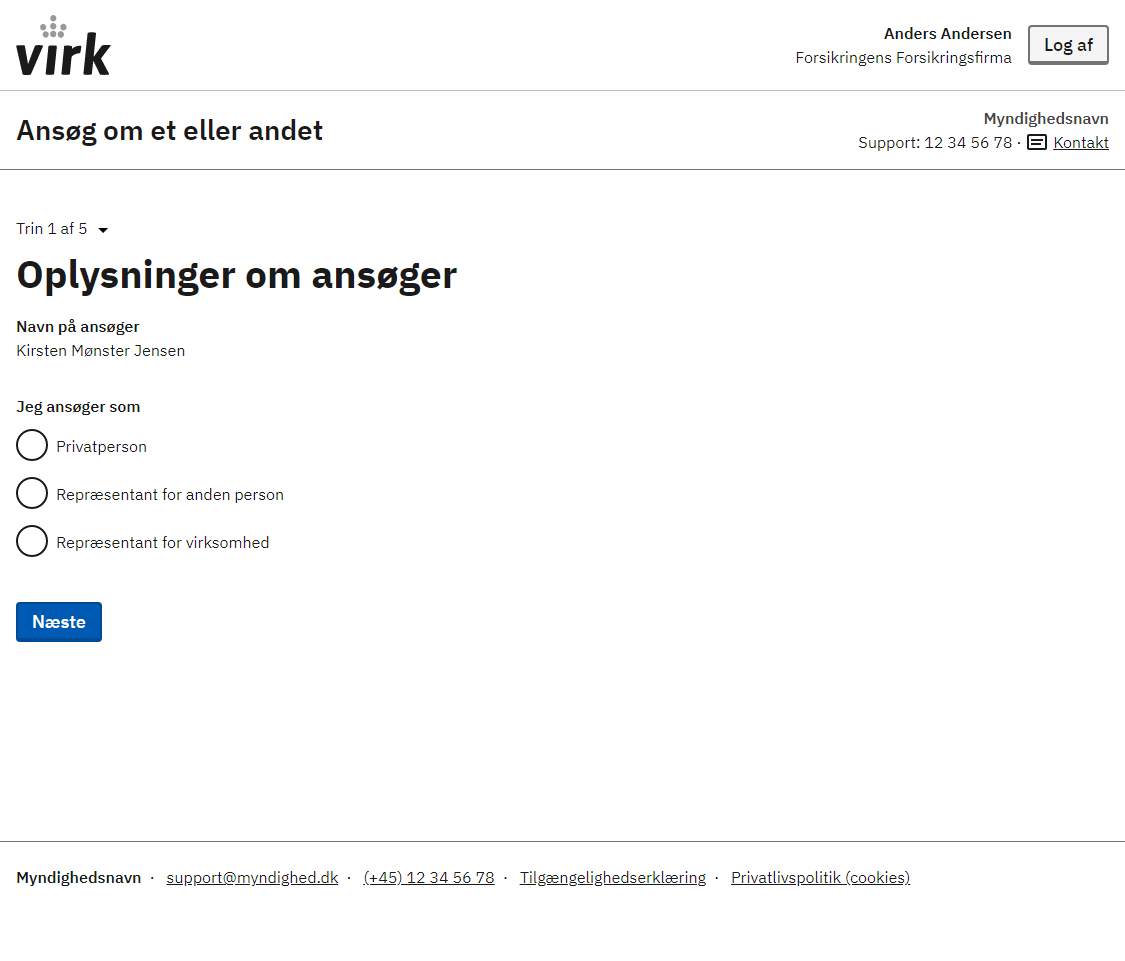 virk
Anders Andersen
Forsikringens Forsikringsfirma
Log af
Ansøg om et eller andet
Myndighedsnavn
Support: 12 34 56 78 · Kontakt
Trin 1 af 5
Oplysninger om ansøger
Navn på ansøger
Kirsten Mønster Jensen
Jeg ansøger som
Privatperson
Repræsentant for anden person
Repræsentant for virksomhed
Næste
Myndighedsnavn · support@myndighed.dk · (+45) 12 34 56 78 · Tilgængelighedserklæring · Privatlivspolitik (cookies)